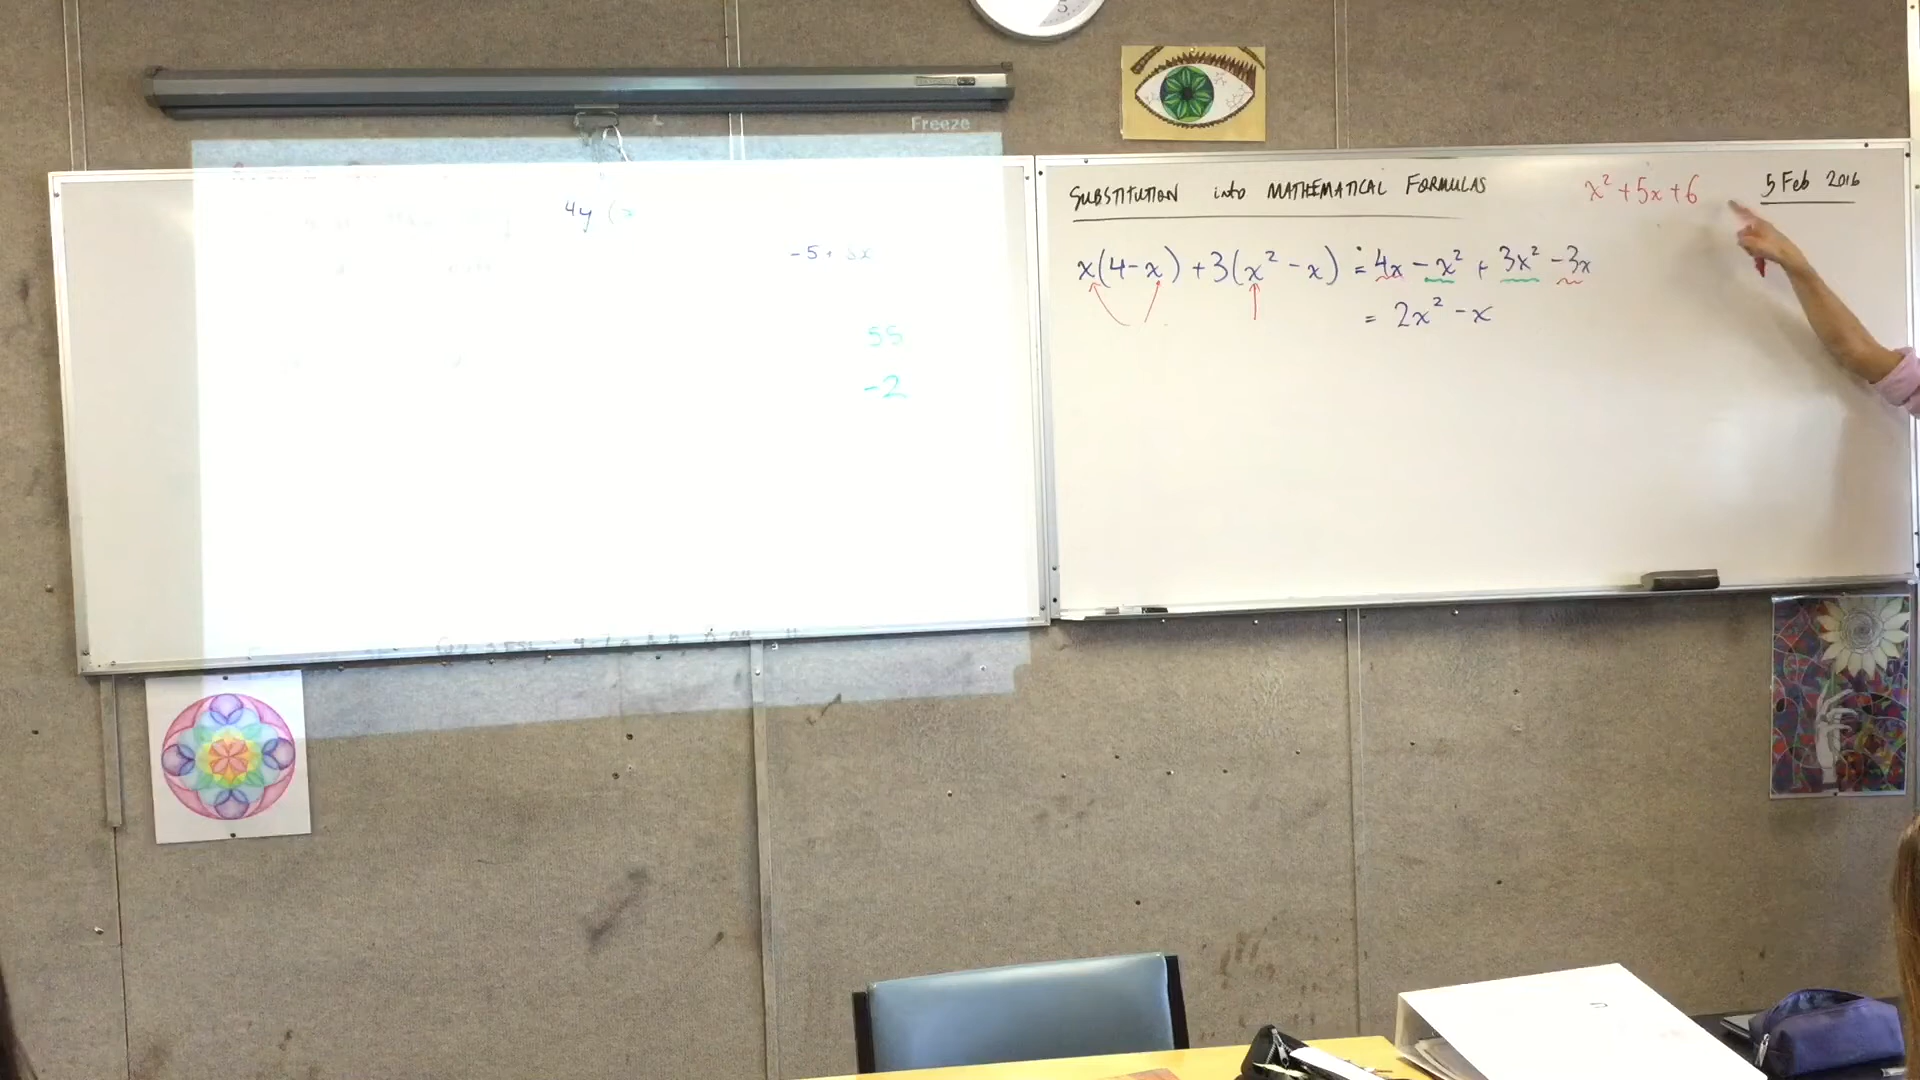 5
Freeze
4y (
-5+
55
-2
SUBSTITUTION into MATHEMATICAL FORMULAS
x² + 5x + 6
5 Feb 2016
x(4-x) + 3(x² - x) = 4x - x² + 3x² - 3x
= 2x² - x